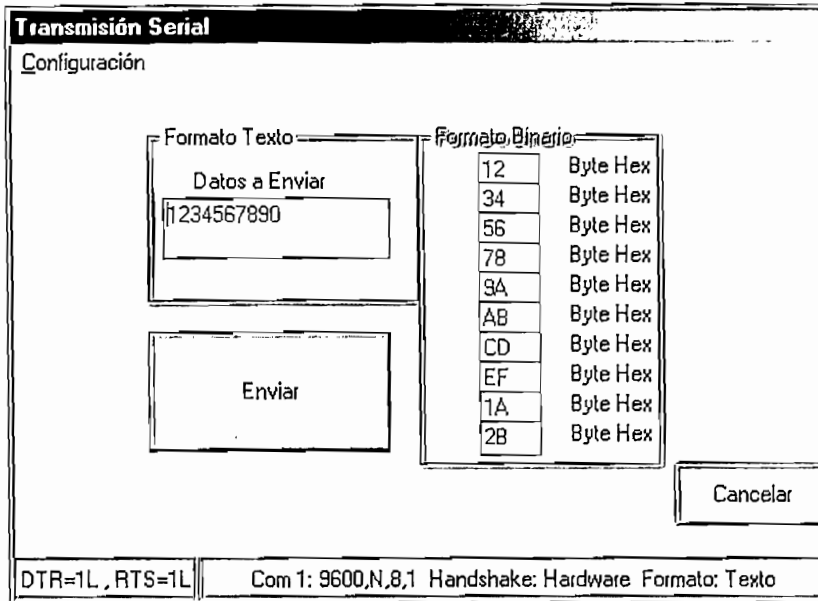 Transmisión Serial
Configuración
Formato Texto
Datos a Enviar
1234567890
Enviar
Formato Binario
12 Byte Hex
34 Byte Hex
56 Byte Hex
78 Byte Hex
9A Byte Hex
AB Byte Hex
CD Byte Hex
EF Byte Hex
1A Byte Hex
2B Byte Hex
Cancelar
DTR=1L , RTS=1L
Com 1: 9600,N,8,1 Handshake: Hardware Formato: Texto